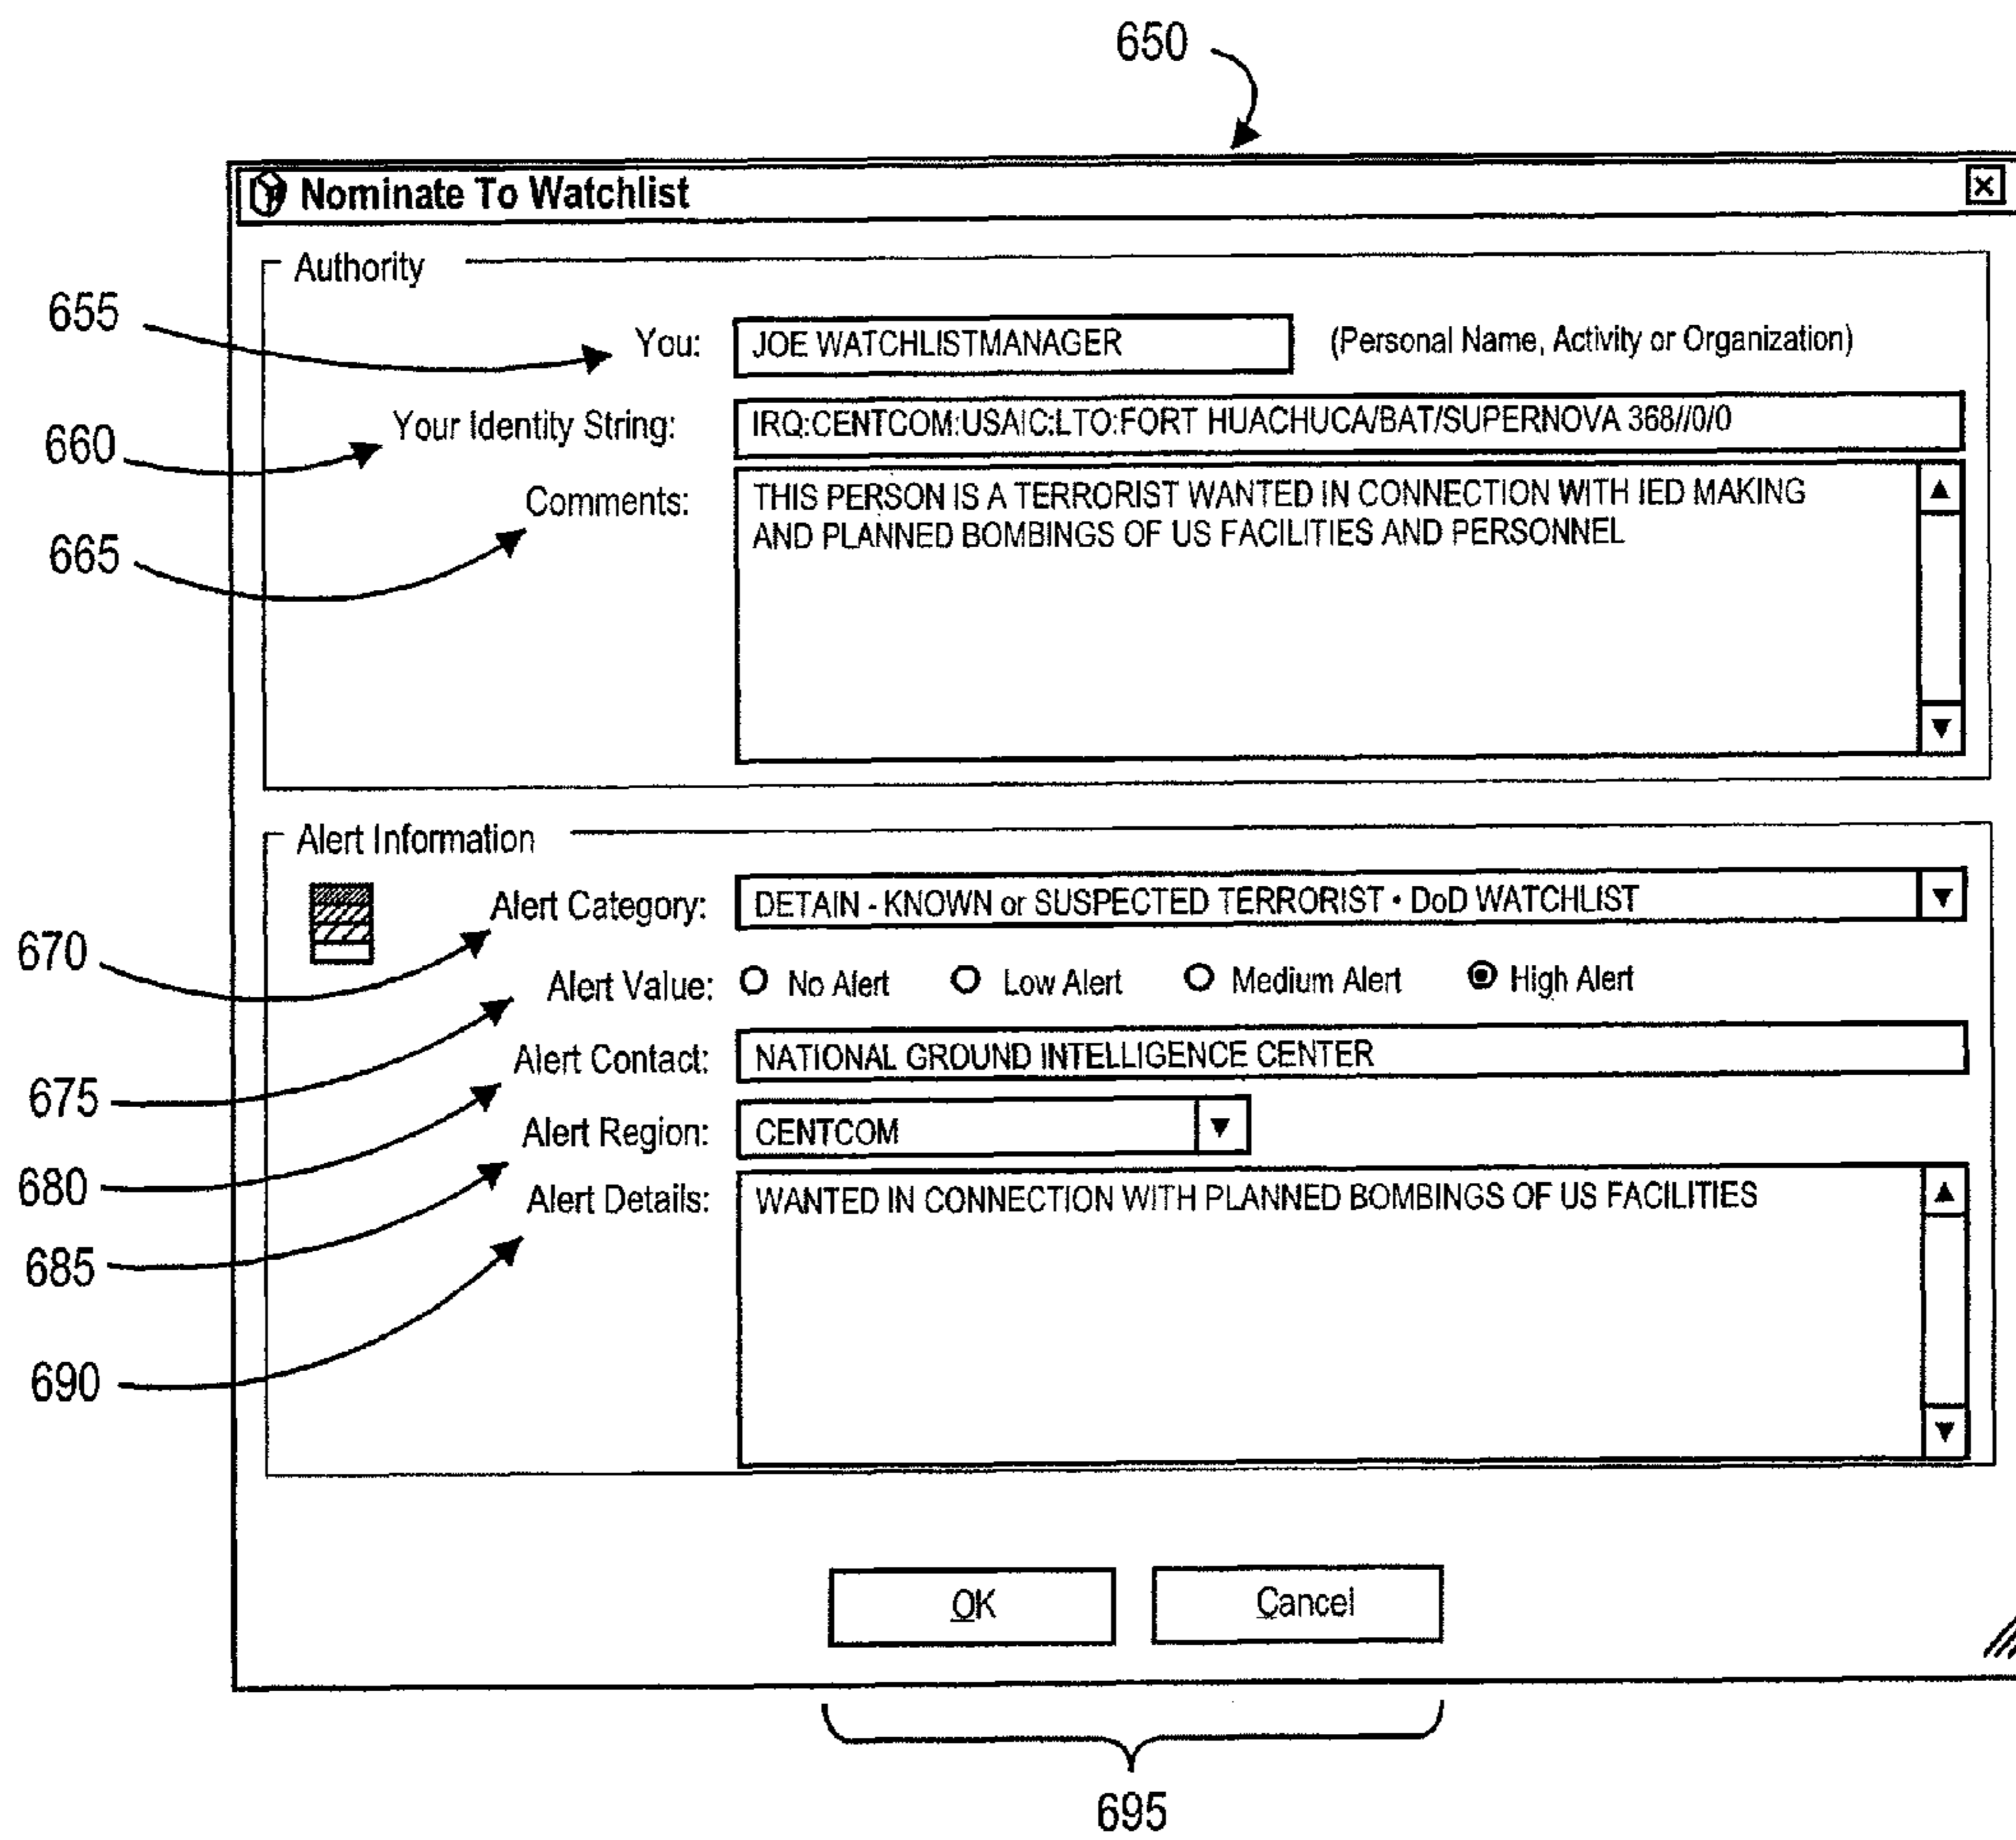 650
Nominate To Watchlist
Authority
655
You: JOE WATCHLISTMANAGER (Personal Name, Activity or Organization)
660
Your Identity String: IRQ:CENTCOM:USAIC:LTO:FORT HUACHUCA/BAT/SUPERNOVA 368//0/0
665
Comments: THIS PERSON IS A TERRORIST WANTED IN CONNECTION WITH IED MAKING
AND PLANNED BOMBINGS OF US FACILITIES AND PERSONNEL
Alert Information
670
Alert Category: DETAIN - KNOWN or SUSPECTED TERRORIST • DoD WATCHLIST
675
Alert Value: No Alert Low Alert Medium Alert High Alert
680
Alert Contact: NATIONAL GROUND INTELLIGENCE CENTER
685
Alert Region: CENTCOM
690
Alert Details: WANTED IN CONNECTION WITH PLANNED BOMBINGS OF US FACILITIES
OK Cancel
695